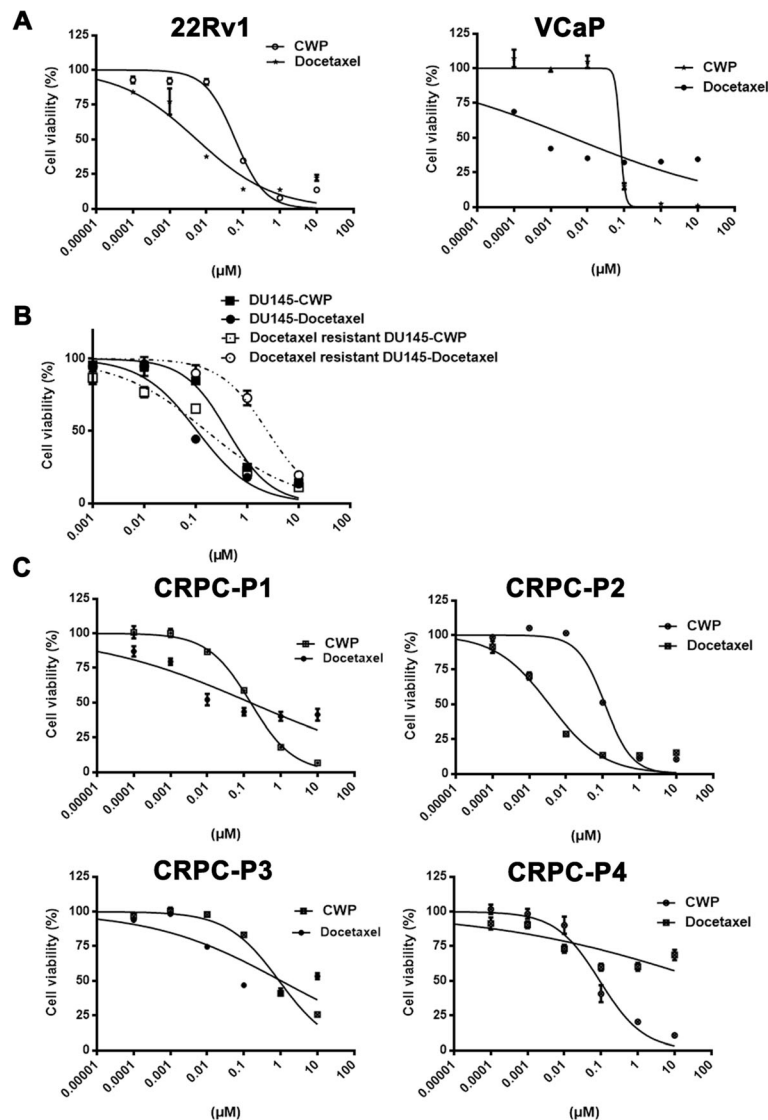 A
22Rv1
CWP
Docetaxel
Cell viability (%)
125
100
75
50
25
0
0.00001
0.0001
0.001
0.01
0.1
1
10
100
(µM)
VCaP
CWP
Docetaxel
Cell viability (%)
125
100
75
50
25
0
0.00001
0.0001
0.001
0.01
0.1
1
10
100
(µM)
B
DU145-CWP
DU145-Docetaxel
Docetaxel resistant DU145-CWP
Docetaxel resistant DU145-Docetaxel
Cell viability (%)
100
50
0
0.001
0.01
0.1
1
10
100
(µM)
C
CRPC-P1
CWP
Docetaxel
Cell viability (%)
125
100
75
50
25
0
0.00001
0.0001
0.001
0.01
0.1
1
10
100
(µM)
CRPC-P2
CWP
Docetaxel
Cell viability (%)
125
100
75
50
25
0
0.00001
0.0001
0.001
0.01
0.1
1
10
100
(µM)
CRPC-P3
CWP
Docetaxel
Cell viability (%)
125
100
75
50
25
0
0.00001
0.0001
0.001
0.01
0.1
1
10
100
(µM)
CRPC-P4
CWP
Docetaxel
Cell viability (%)
125
100
75
50
25
0
0.00001
0.0001
0.001
0.01
0.1
1
10
100
(µM)